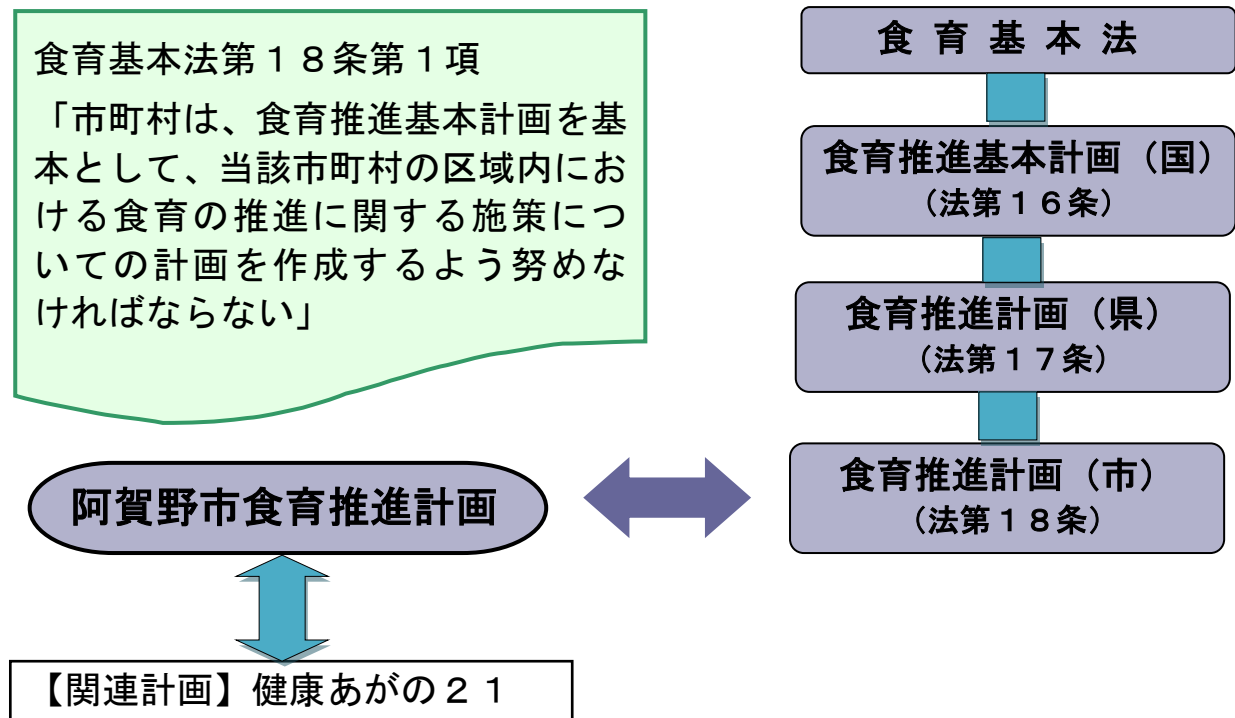 食育基本法第１８条第１項
「市町村は、食育推進基本計画を基
本として、当該市町村の区域内にお
ける食育の推進に関する施策につ
いての計画を作成するよう努めな
ければならない」
食育基本法
食育推進基本計画（国）
（法第１６条）
食育推進計画（県）
（法第１７条）
食育推進計画（市）
（法第１８条）
阿賀野市食育推進計画
【関連計画】健康あがの２１